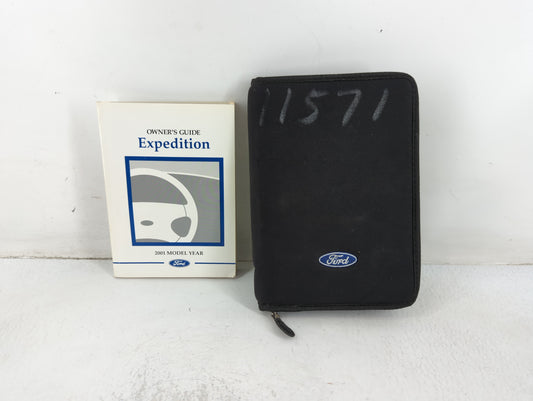 OWNER'S GUIDE
Expedition
2001 MODEL YEAR
Ford
11571
Ford